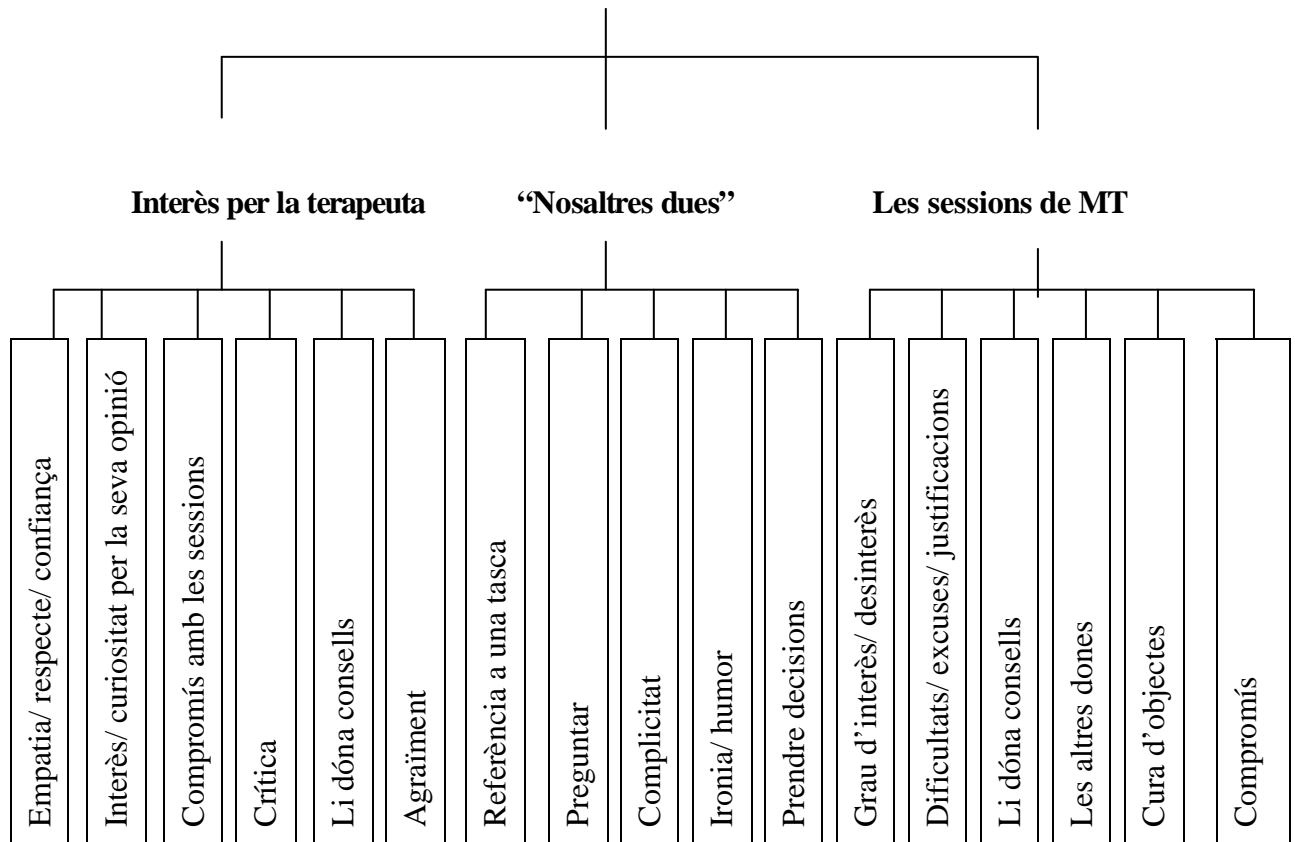 Interès per la terapeuta
“Nosaltres dues”
Les sessions de MT
Empatia/ respecte/ confiança
Interès/ curiositat per la seva opinió
Compromís amb les sessions
Crítica
Li dóna consells
Agraïment
Referència a una tasca
Preguntar
Complicitat
Ironia/ humor
Prendre decisions
Grau d’interès/ desinterès
Dificultats/ excuses/ justificacions
Li dóna consells
Les altres dones
Cura d’objectes
Compromís